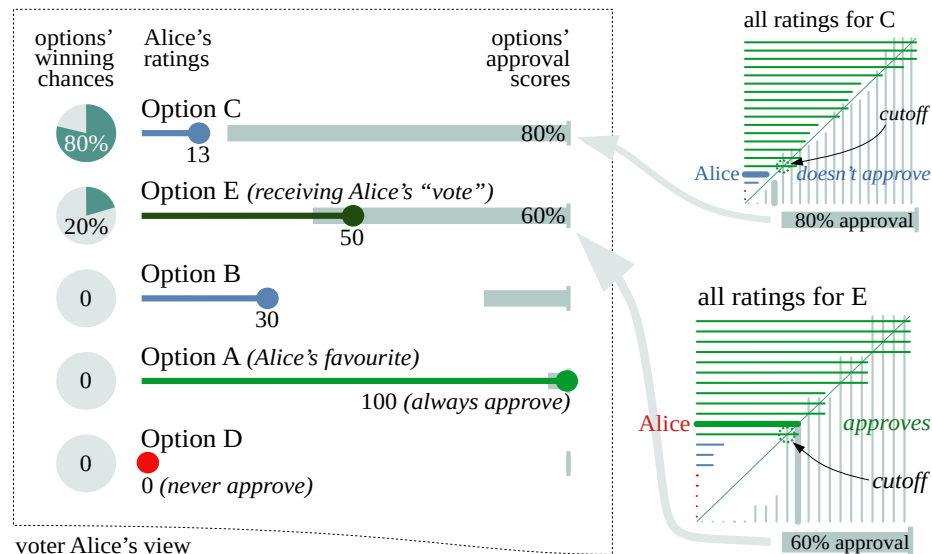 options’
winning
chances
Alice’s
ratings
options’
approval
scores
80%
Option C
13
80%
20%
Option E (receiving Alice’s “vote”)
50
60%
0
Option B
30
0
Option A (Alice’s favourite)
100 (always approve)
0
Option D
0 (never approve)
voter Alice’s view
all ratings for C
cutoff
Alice
doesn’t approve
80% approval
all ratings for E
Alice
approves
cutoff
60% approval